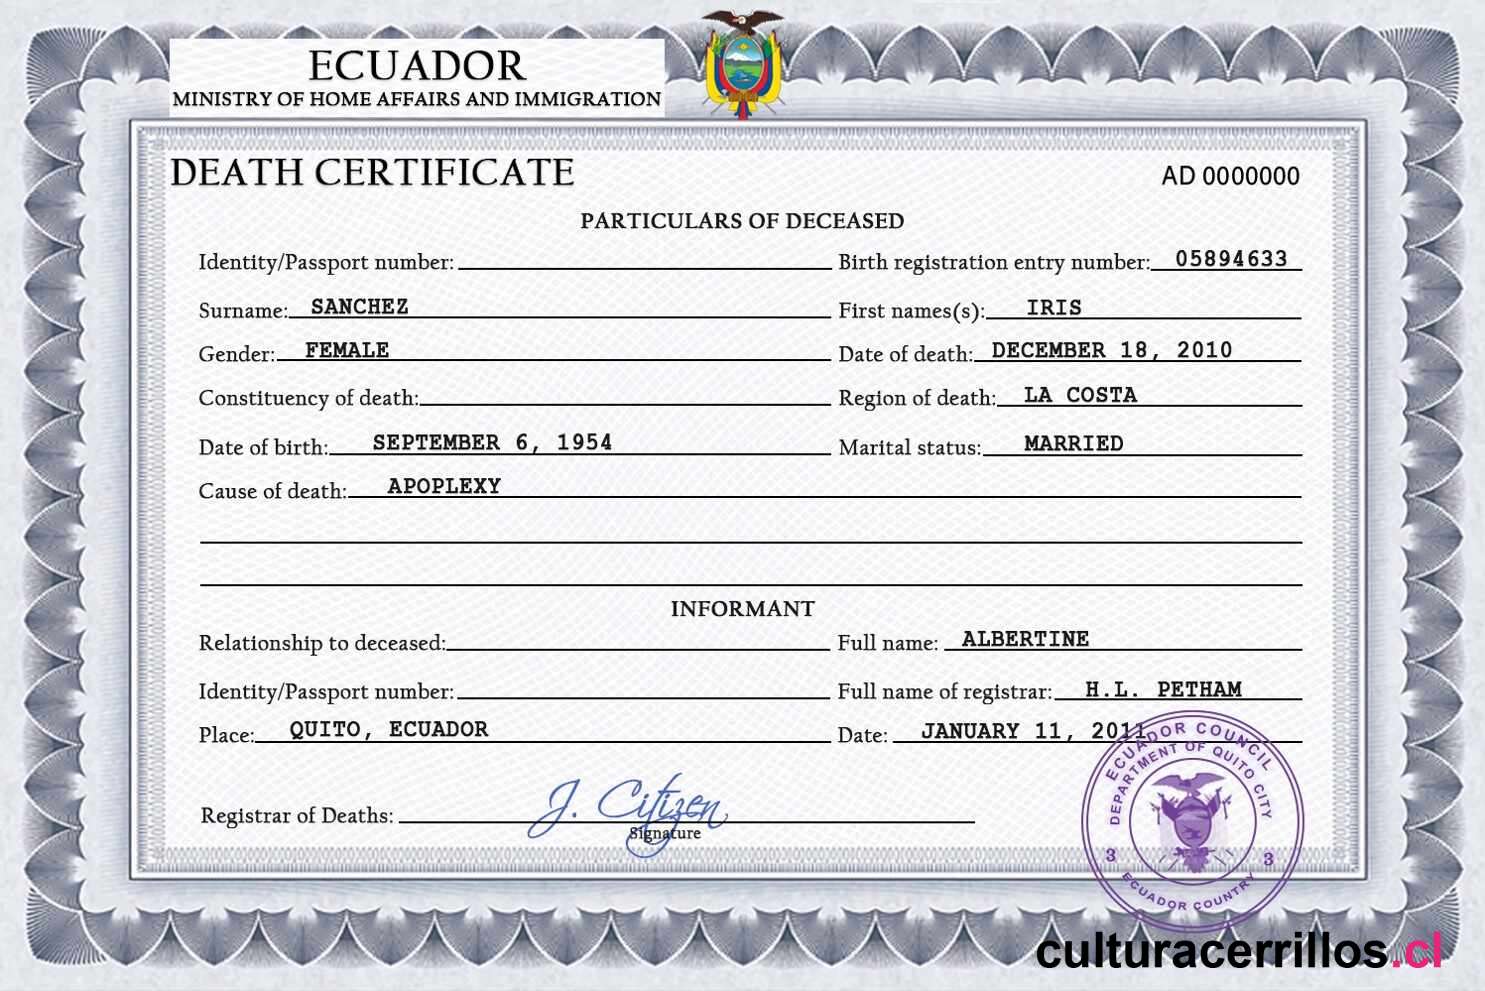 ECUADOR
MINISTRY OF HOME AFFAIRS AND IMMIGRATION
DEATH CERTIFICATE
AD 0000000
PARTICULARS OF DECEASED
Identity/Passport number: Birth registration entry number: 05894633
Surname: SANCHEZ First names(s): IRIS
Gender: FEMALE Date of death: DECEMBER 18, 2010
Constituency of death: Region of death: LA COSTA
Date of birth: SEPTEMBER 6, 1954 Marital status: MARRIED
Cause of death: APOPLEXY
INFORMANT
Relationship to deceased: Full name: ALBERTINE
Identity/Passport number: Full name of registrar: H.L. PETHAM
Place: QUITO, ECUADOR Date: JANUARY 11, 2011
Registrar of Deaths: J. Citizen
Signature
ECUADOR COUNCIL
DEPARTMENT OF QUITO CITY
3 3
ECUADOR COUNTRY
culturacerrillos.cl